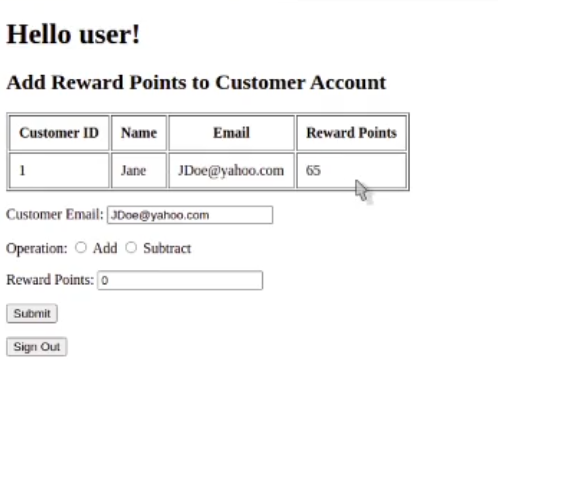 Hello user!
Add Reward Points to Customer Account
Customer ID Name Email Reward Points
1 Jane JDoe@yahoo.com 65
Customer Email: JDoe@yahoo.com
Operation: Add Subtract
Reward Points: 0
Submit
Sign Out